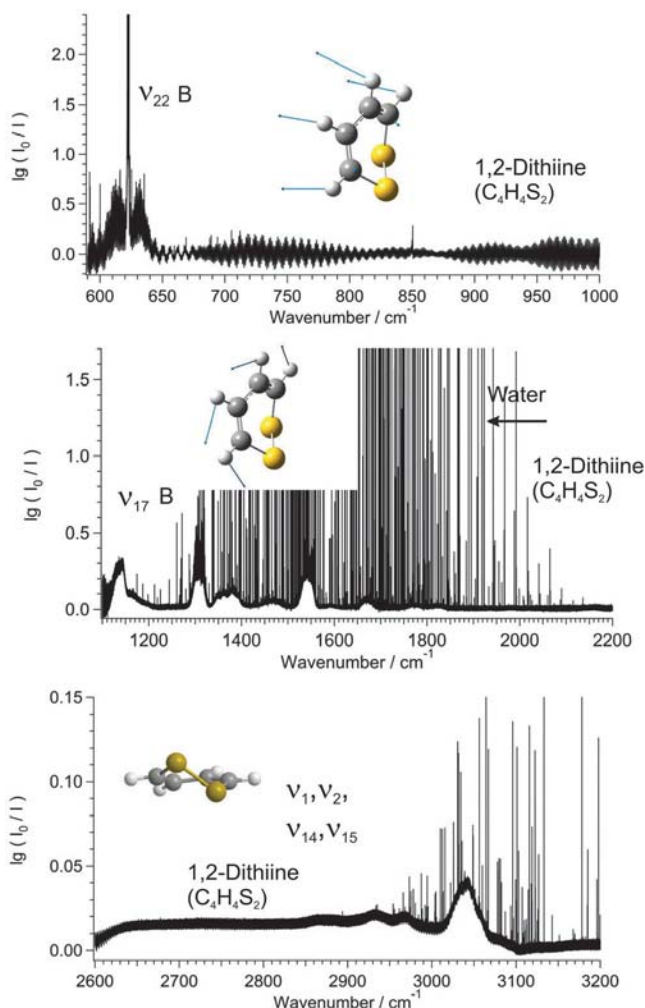 lg ( I₀ / I )
2.0
1.5
1.0
0.5
0.0
ν₂₂ B
1,2-Dithiine
(C₄H₄S₂)
600 650 700 750 800 850 900 950 1000
Wavenumber / cm⁻¹
lg ( I₀ / I )
1.5
1.0
0.5
0.0
ν₁₇ B
Water
1,2-Dithiine
(C₄H₄S₂)
1200 1400 1600 1800 2000 2200
Wavenumber / cm⁻¹
lg ( I₀ / I )
0.15
0.10
0.05
0.00
ν₁,ν₂,
ν₁₄,ν₁₅
1,2-Dithiine
(C₄H₄S₂)
2600 2700 2800 2900 3000 3100 3200
Wavenumber / cm⁻¹